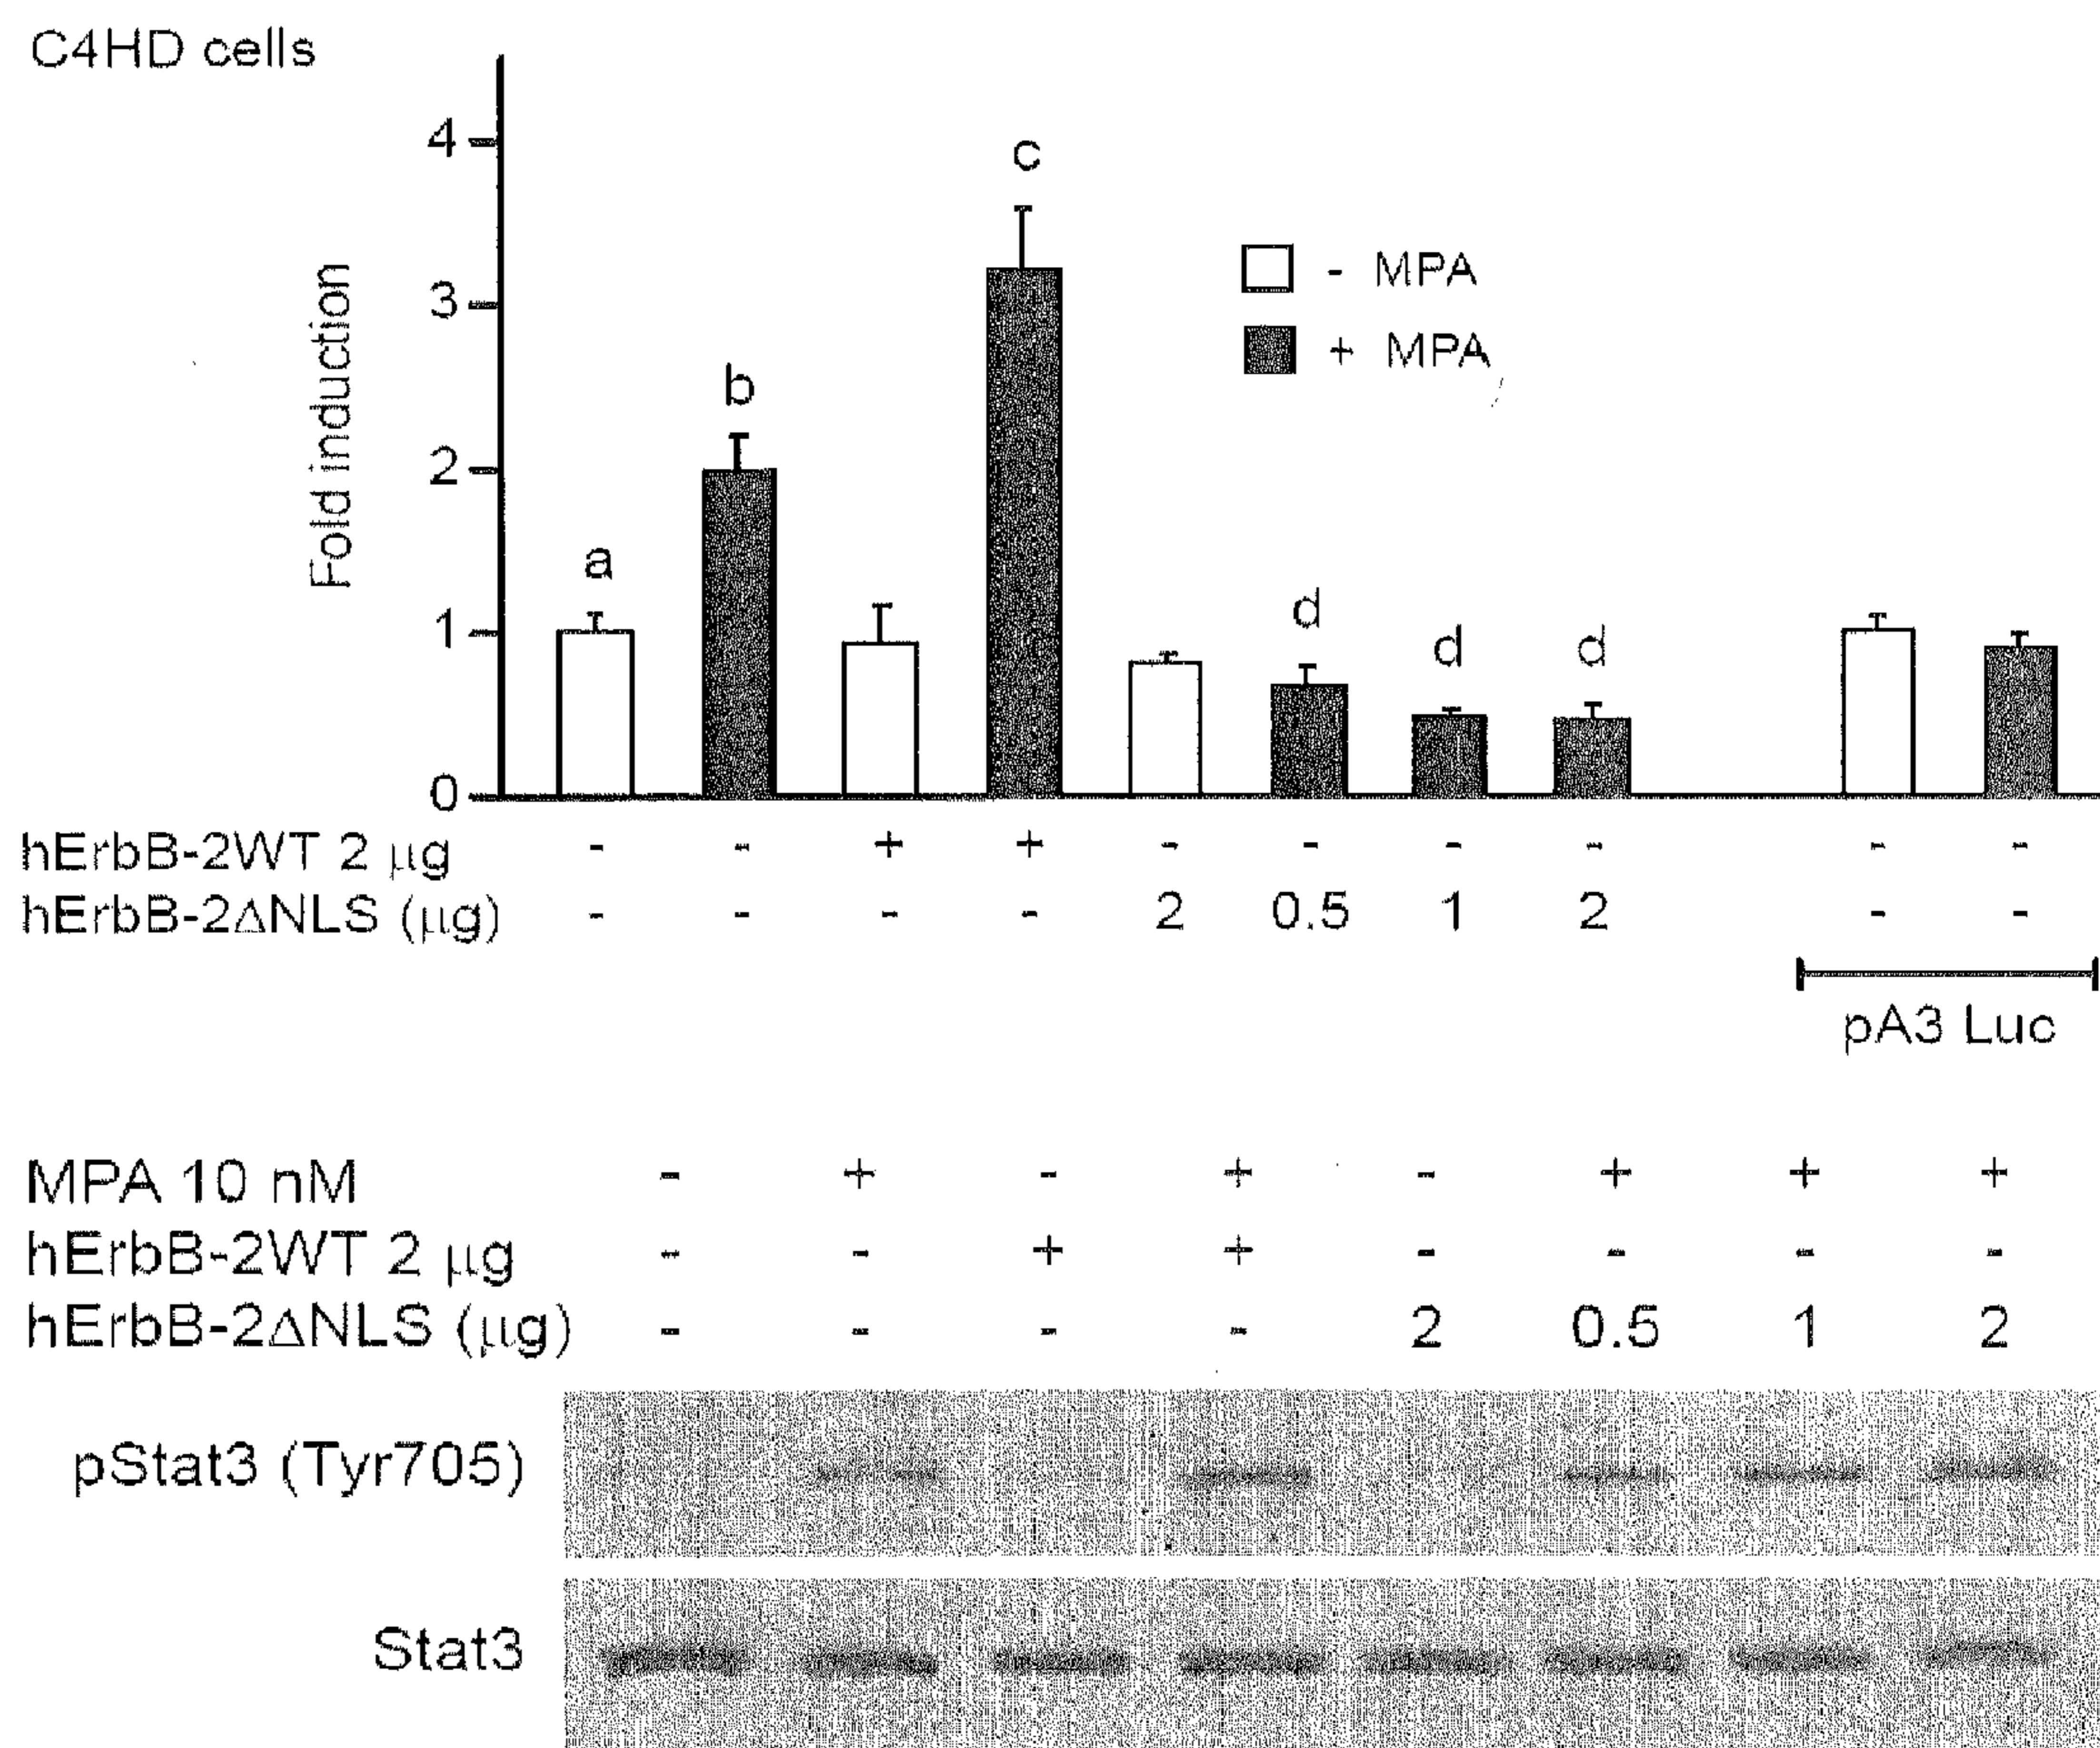 C4HD cells
Fold induction
4
3
2
1
0
a
b
c
d
d
d
- MPA
+ MPA
hErbB-2WT 2 μg - - + + - - - - - -
hErbB-2ΔNLS (μg) - - - - 2 0.5 1 2 - -
pA3 Luc
MPA 10 nM - + - + - + + +
hErbB-2WT 2 μg - - + + - - - -
hErbB-2ΔNLS (μg) - - - - 2 0.5 1 2
pStat3 (Tyr705)
Stat3